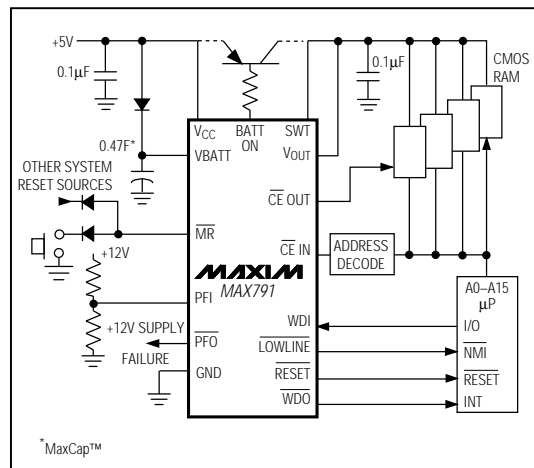 +5V
0.1µF
0.1µF
CMOS
RAM
VCC
BATT
ON
SWT
VOUT
0.47F*
VBATT
OTHER SYSTEM
RESET SOURCES
CE OUT
MR
+12V
CE IN
ADDRESS
DECODE
MAXIM
MAX791
A0–A15
µP
PFI
WDI
I/O
+12V SUPPLY
FAILURE
PFO
LOWLINE
NMI
GND
RESET
RESET
WDO
INT
*MaxCap™